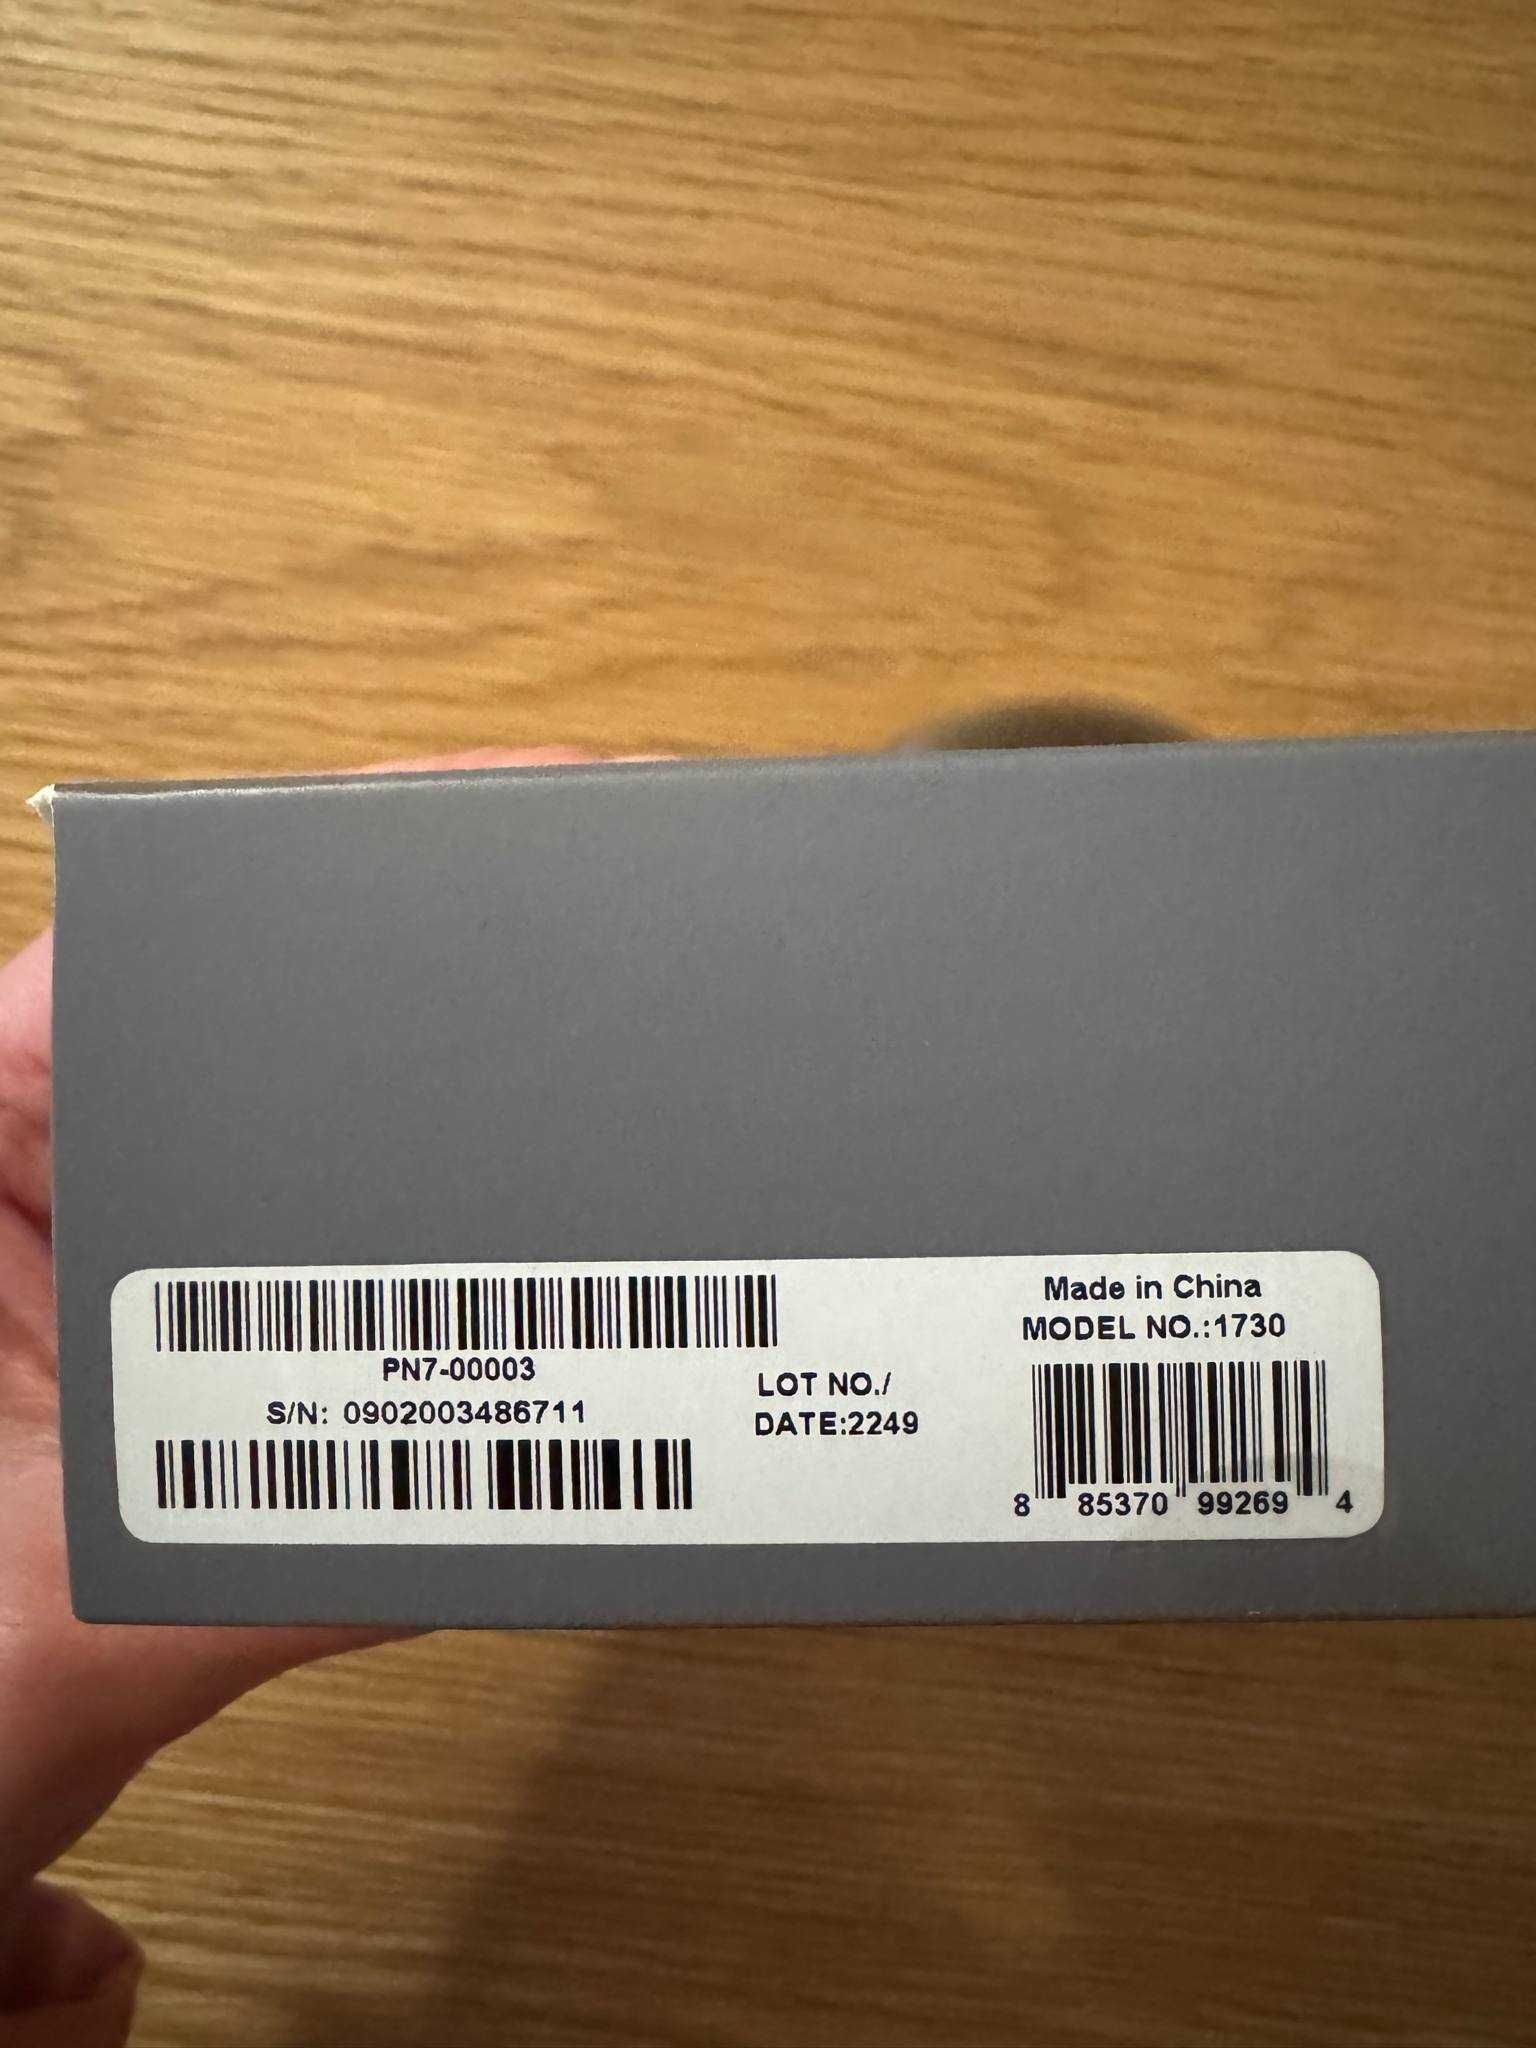 PN7-00003
S/N: 0902003486711
LOT NO./
DATE:2249
Made in China
MODEL NO.:1730
8 85370 99269 4